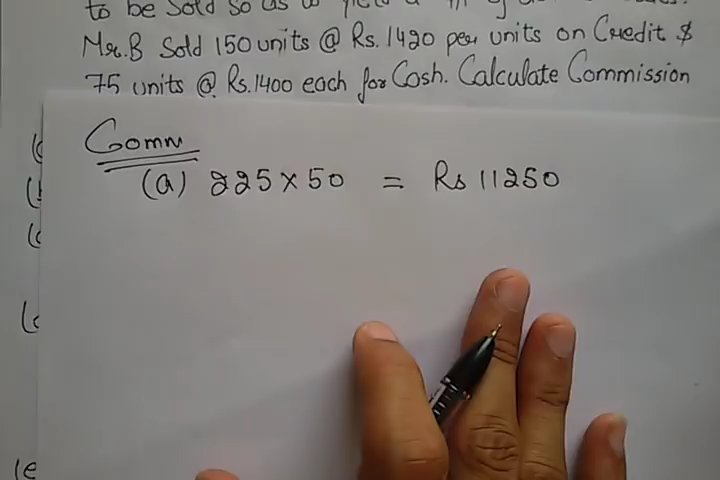 to be Sold so as to yield a
Mr. B Sold 150 units @ Rs. 1420 per units on Credit &
75 units @ Rs. 1400 each for Cash. Calculate Commission
Comm
(a) 225 × 50 = Rs 11250
(e